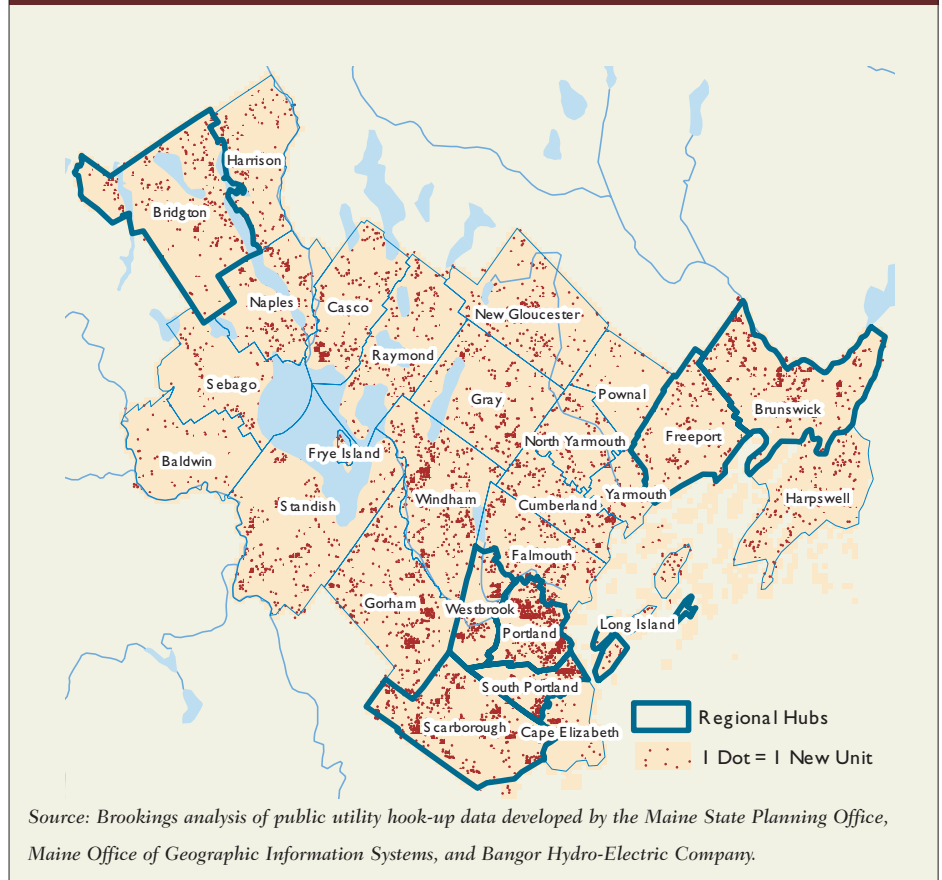 Harrison
Bridgton
Naples
Casco
New Gloucester
Raymond
Sebago
Gray
Pownal
Brunswick
North Yarmouth
Freeport
Frye Island
Baldwin
Windham
Yarmouth
Harpswell
Standish
Cumberland
Falmouth
Gorham
Westbrook
Long Island
Portland
South Portland
Scarborough
Cape Elizabeth
Regional Hubs
1 Dot = 1 New Unit
Source: Brookings analysis of public utility hook-up data developed by the Maine State Planning Office,
Maine Office of Geographic Information Systems, and Bangor Hydro-Electric Company.